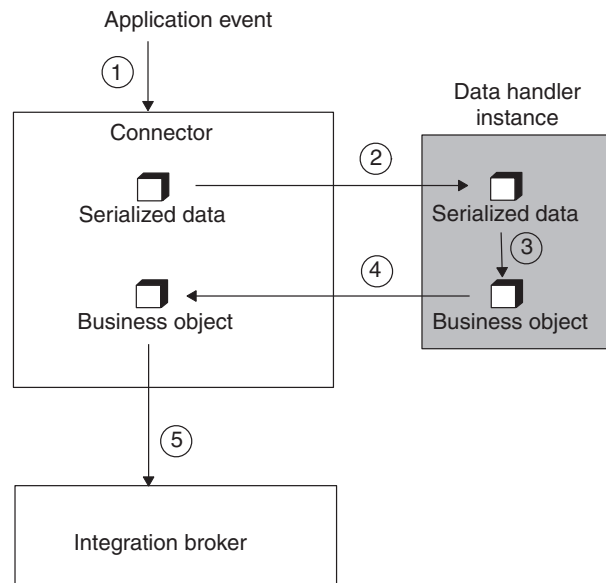 Application event
1
Data handler
instance
Connector
2
Serialized data
Serialized data
3
4
Business object
Business object
5
Integration broker